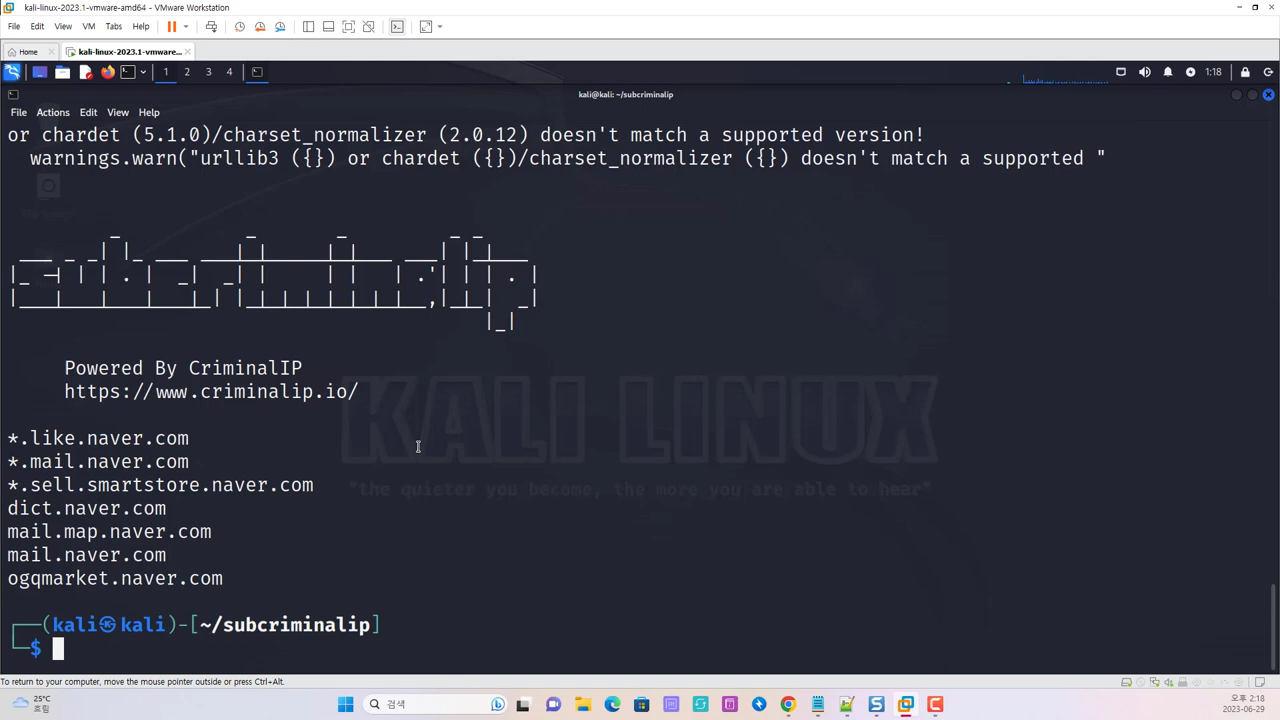 kali-linux-2023.1-vmware-amd64 - VMware Workstation
File Edit View VM Tabs Help
Home kali-linux-2023.1-vmware...
1 2 3 4 1:18
kali@kali: ~/subcriminalip
File Actions Edit View Help
or chardet (5.1.0)/charset_normalizer (2.0.12) doesn't match a supported version!
warnings.warn("urllib3 ({}) or chardet ({})/charset_normalizer ({}) doesn't match a supported "
subcriminalip
Powered By CriminalIP
https://www.criminalip.io/
KALI LINUX
"the quieter you become, the more you are able to hear"
*.like.naver.com
*.mail.naver.com
*.sell.smartstore.naver.com
dict.naver.com
mail.map.naver.com
mail.naver.com
ogqmarket.naver.com
(kali㉿kali)-[~/subcriminalip]
$
To return to your computer, move the mouse pointer outside or press Ctrl+Alt.
25°C
흐림
검색
오후 2:18
2023-06-29